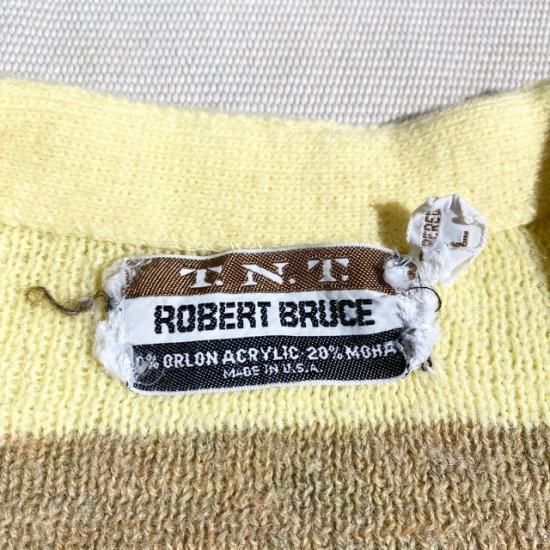 T.N.T.
ROBERT BRUCE
0% ORLON ACRYLIC 20% MOHA
MADE IN U.S.A.